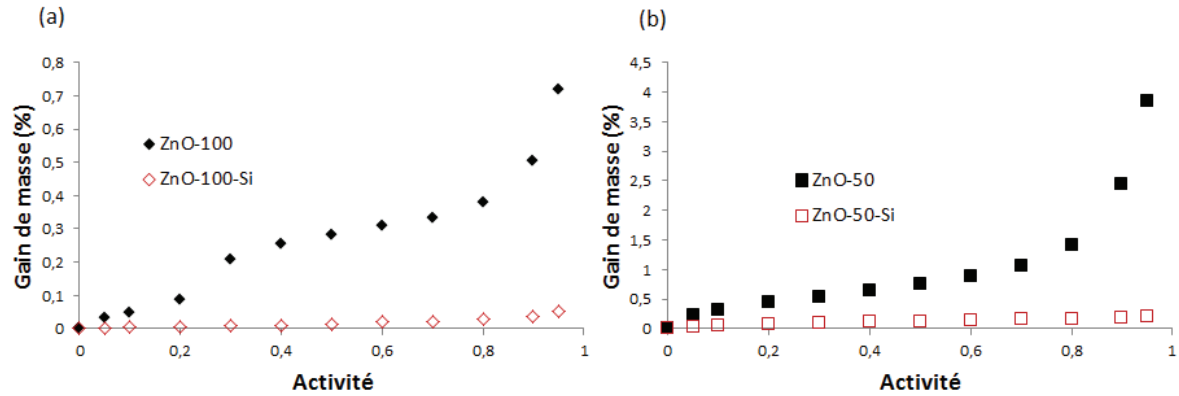 (a)
Gain de masse (%)
0,8
0,7
0,6
0,5
0,4
0,3
0,2
0,1
0
ZnO-100
ZnO-100-Si
0 0,2 0,4 0,6 0,8 1
Activité
(b)
Gain de masse (%)
4,5
4
3,5
3
2,5
2
1,5
1
0,5
0
ZnO-50
ZnO-50-Si
0 0,2 0,4 0,6 0,8 1
Activité